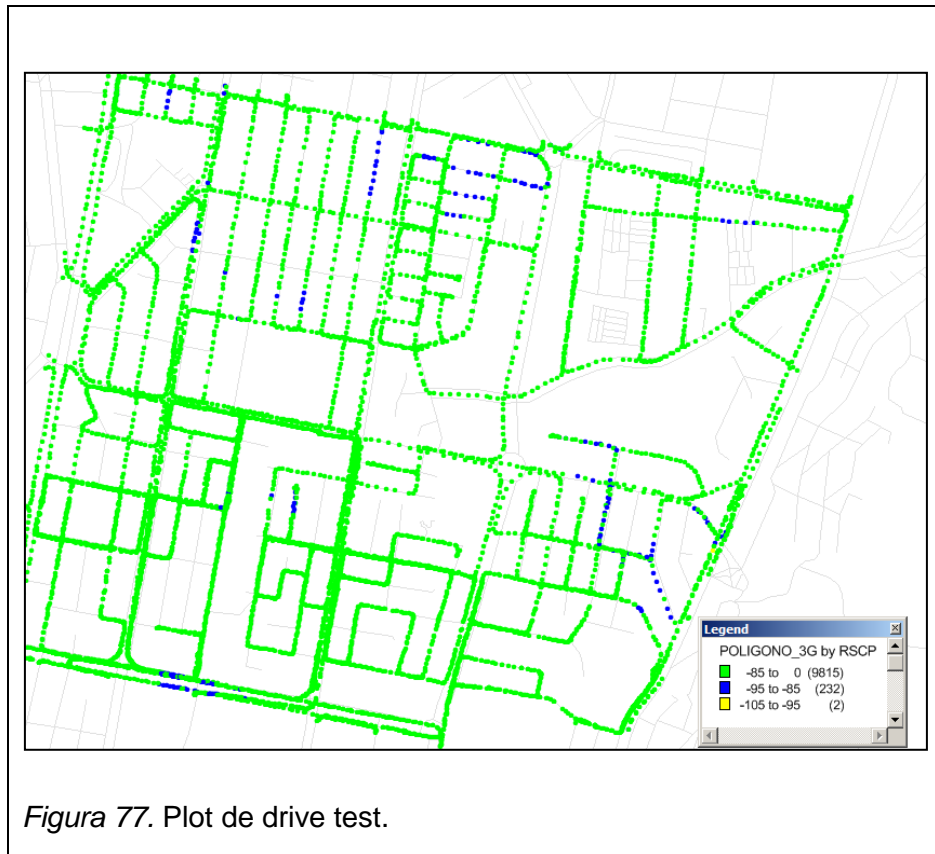 Legend
POLIGONO_3G by RSCP
-85 to 0 (9815)
-95 to -85 (232)
-105 to -95 (2)
Figura 77. Plot de drive test.